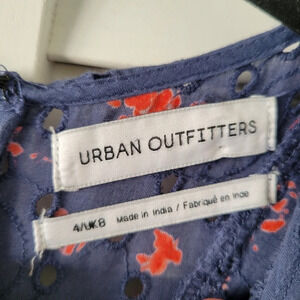 URBAN OUTFITTERS
4/UK8 Made in India / Fabriqué en Inde